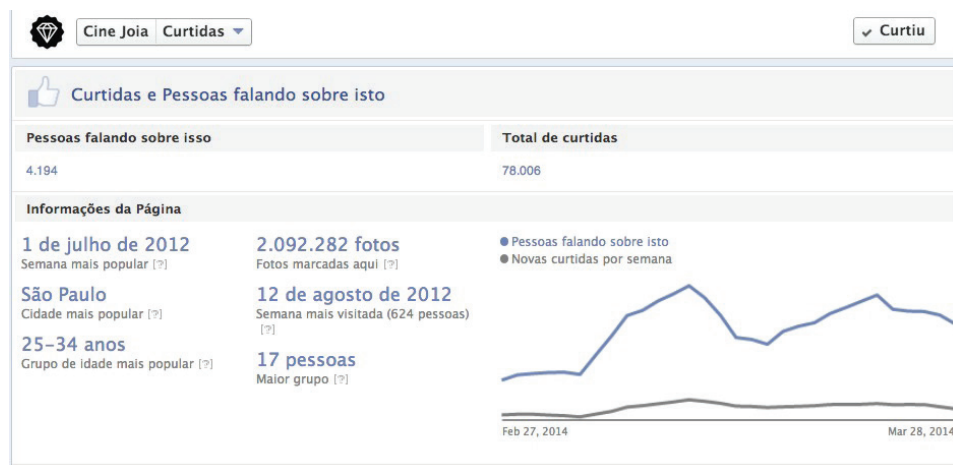 Cine Joia Curtidas
Curtiu
Curtidas e Pessoas falando sobre isto
Pessoas falando sobre isso
Total de curtidas
4.194
78.006
Informações da Página
1 de julho de 2012
Semana mais popular [?]
São Paulo
Cidade mais popular [?]
25-34 anos
Grupo de idade mais popular [?]
2.092.282 fotos
Fotos marcadas aqui [?]
12 de agosto de 2012
Semana mais visitada (624 pessoas)
[?]
17 pessoas
Maior grupo [?]
Pessoas falando sobre isto
Novas curtidas por semana
Feb 27, 2014
Mar 28, 2014